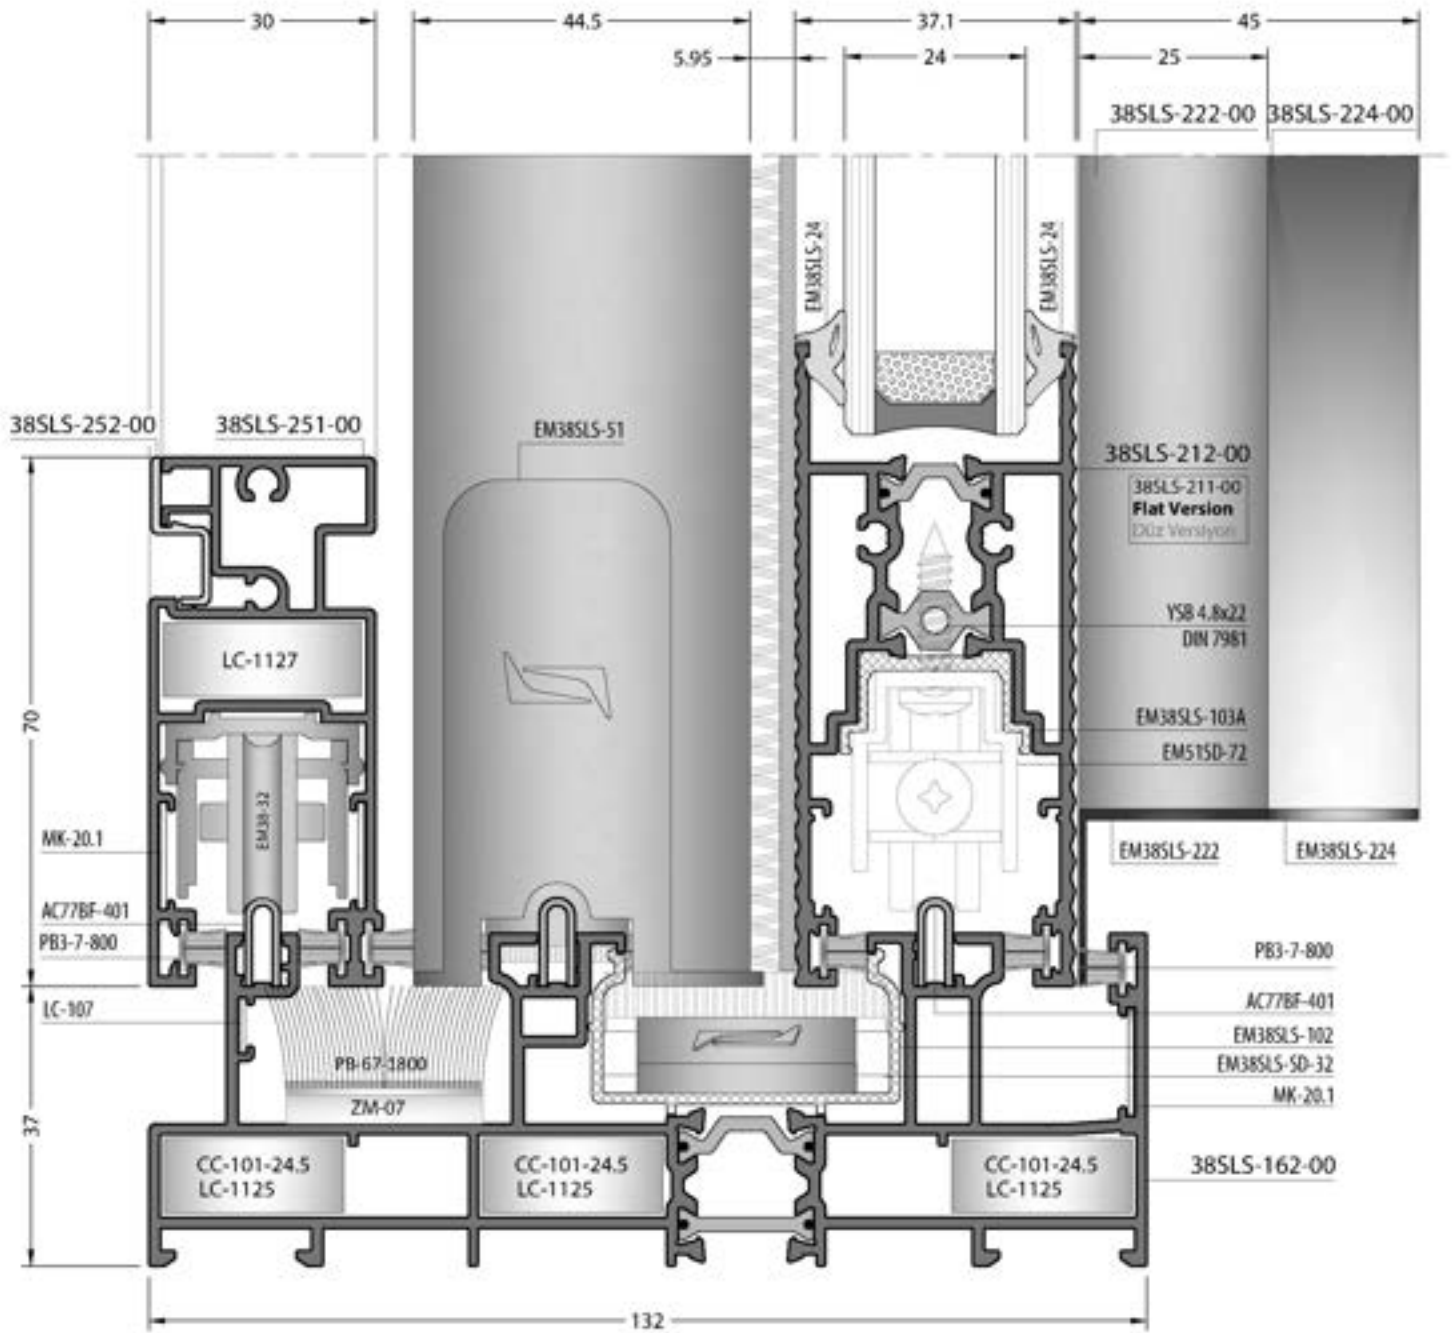 30
44.5
37.1
45
5.95
24
25
38SLS-222-00
38SLS-224-00
EM38SLS-24
EM38SLS-24
38SLS-252-00
38SLS-251-00
EM38SLS-51
38SLS-212-00
38SLS-211-00
Flat Version
Düz Versiyon
YSB 4.8x22
DIN 7981
LC-1127
70
EM38SLS-103A
EM51SD-72
EM38-32
MK-20.1
EM38SLS-222
EM38SLS-224
AC77BF-401
PB3-7-800
PB3-7-800
AC77BF-401
LC-107
EM38SLS-102
PB-67-1800
EM38SLS-SD-32
ZM-07
MK-20.1
37
CC-101-24.5
LC-1125
CC-101-24.5
LC-1125
CC-101-24.5
LC-1125
38SLS-162-00
132